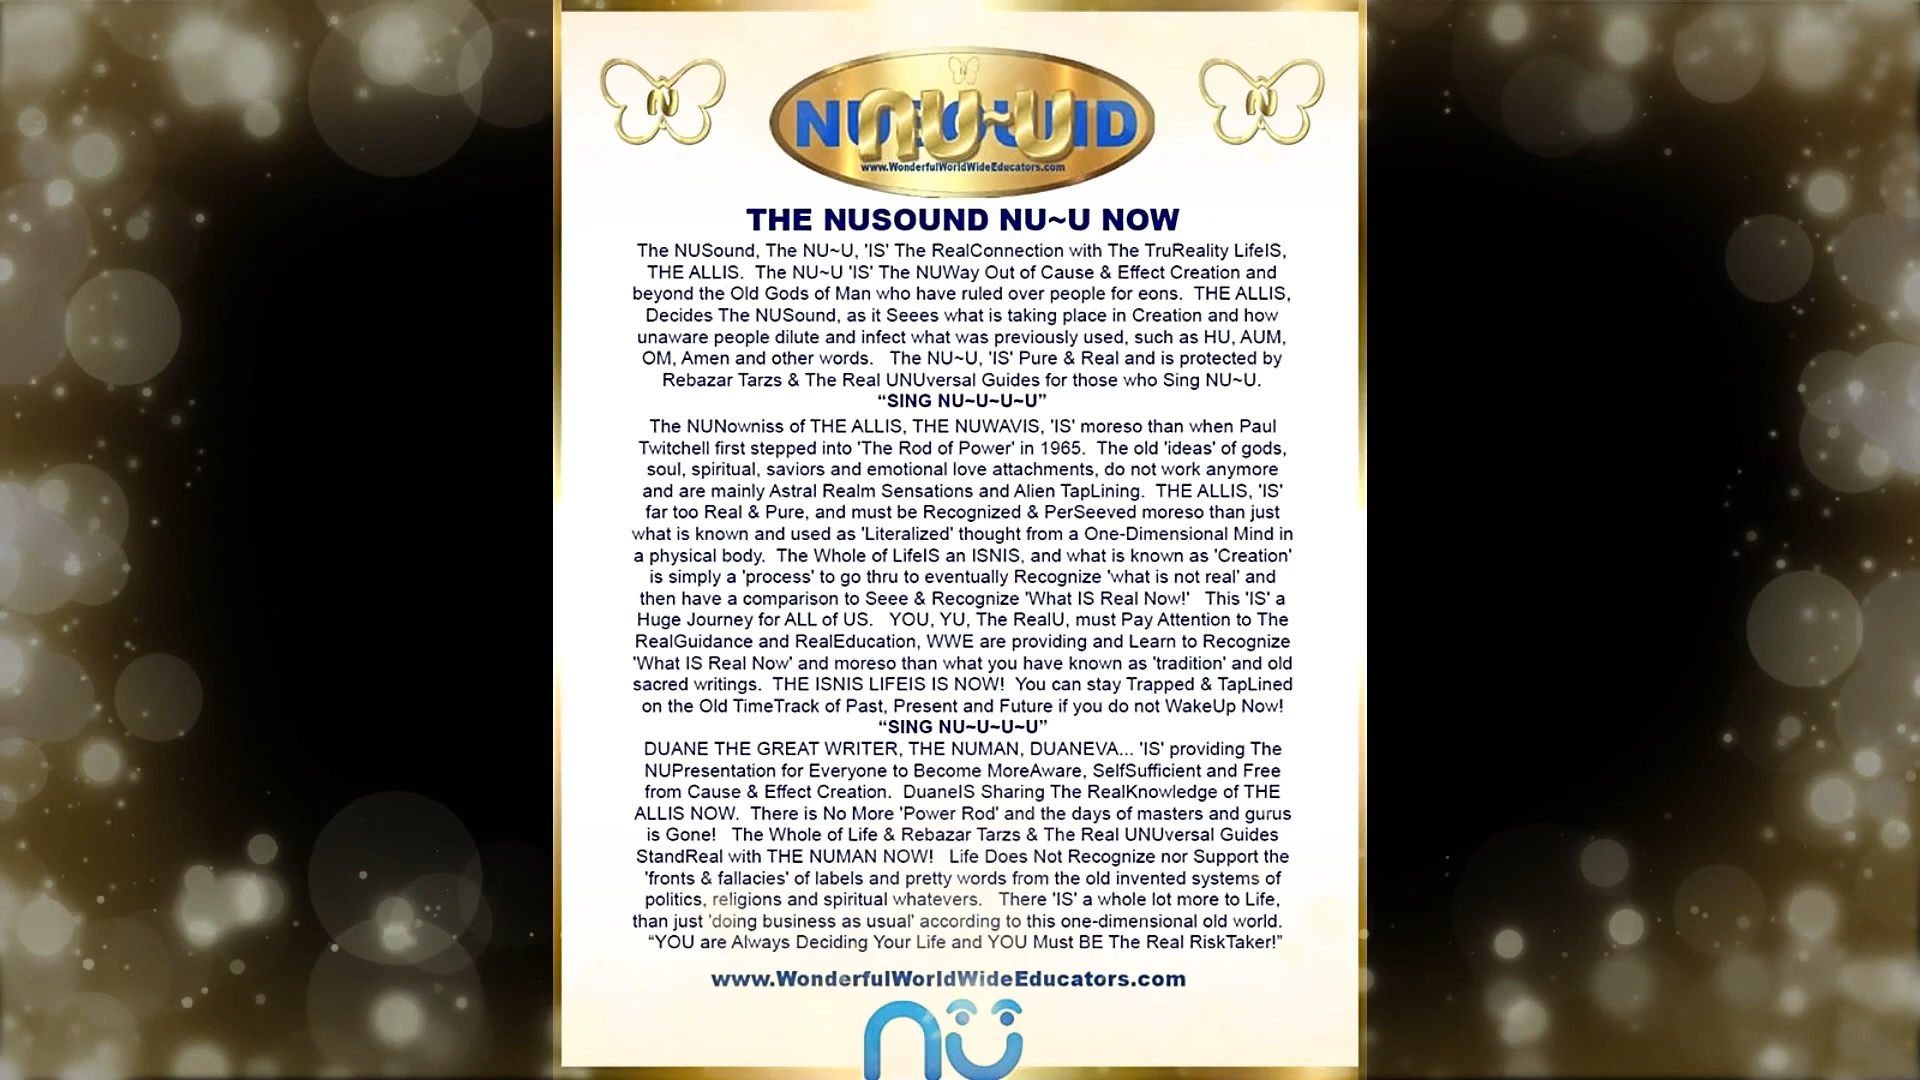 N
NUSOUND
NU~U
N
www.WonderfulWorldWideEducators.com
THE NUSOUND NU~U NOW
The NUSound, The NU~U, 'IS' The RealConnection with The TruReality LifeIS,
THE ALLIS.  The NU~U 'IS' The NUWay Out of Cause & Effect Creation and
beyond the Old Gods of Man who have ruled over people for eons.  THE ALLIS,
Decides The NUSound, as it Seees what is taking place in Creation and how
unaware people dilute and infect what was previously used, such as HU, AUM,
OM, Amen and other words.   The NU~U, 'IS' Pure & Real and is protected by
Rebazar Tarzs & The Real UNUversal Guides for those who Sing NU~U.
“SING NU~U~U~U”
The NUNowniss of THE ALLIS, THE NUWAVIS, 'IS' moreso than when Paul
Twitchell first stepped into 'The Rod of Power' in 1965.  The old 'ideas' of gods,
soul, spiritual, saviors and emotional love attachments, do not work anymore
and are mainly Astral Realm Sensations and Alien TapLining.  THE ALLIS, 'IS'
far too Real & Pure, and must be Recognized & PerSeeved moreso than just
what is known and used as 'Literalized' thought from a One-Dimensional Mind in
a physical body.  The Whole of LifeIS an ISNIS, and what is known as 'Creation'
is simply a 'process' to go thru to eventually Recognize 'what is not real' and
then have a comparison to Seee & Recognize 'What IS Real Now!'   This 'IS' a
Huge Journey for ALL of US.   YOU, YU, The RealU, must Pay Attention to The
RealGuidance and RealEducation, WWE are providing and Learn to Recognize
'What IS Real Now' and moreso than what you have known as 'tradition' and old
sacred writings.  THE ISNIS LIFEIS IS NOW!  You can stay Trapped & TapLined
on the Old TimeTrack of Past, Present and Future if you do not WakeUp Now!
“SING NU~U~U~U”
DUANE THE GREAT WRITER, THE NUMAN, DUANEVA... 'IS' providing The
NUPresentation for Everyone to Become MoreAware, SelfSufficient and Free
from Cause & Effect Creation.  DuaneIS Sharing The RealKnowledge of THE
ALLIS NOW.  There is No More 'Power Rod' and the days of masters and gurus
is Gone!   The Whole of Life & Rebazar Tarzs & The Real UNUversal Guides
StandReal with THE NUMAN NOW!   Life Does Not Recognize nor Support the
'fronts & fallacies' of labels and pretty words from the old invented systems of
politics, religions and spiritual whatevers.   There 'IS' a whole lot more to Life,
than just 'doing business as usual' according to this one-dimensional old world.
“YOU are Always Deciding Your Life and YOU Must BE The Real RiskTaker!”
www.WonderfulWorldWideEducators.com
nü